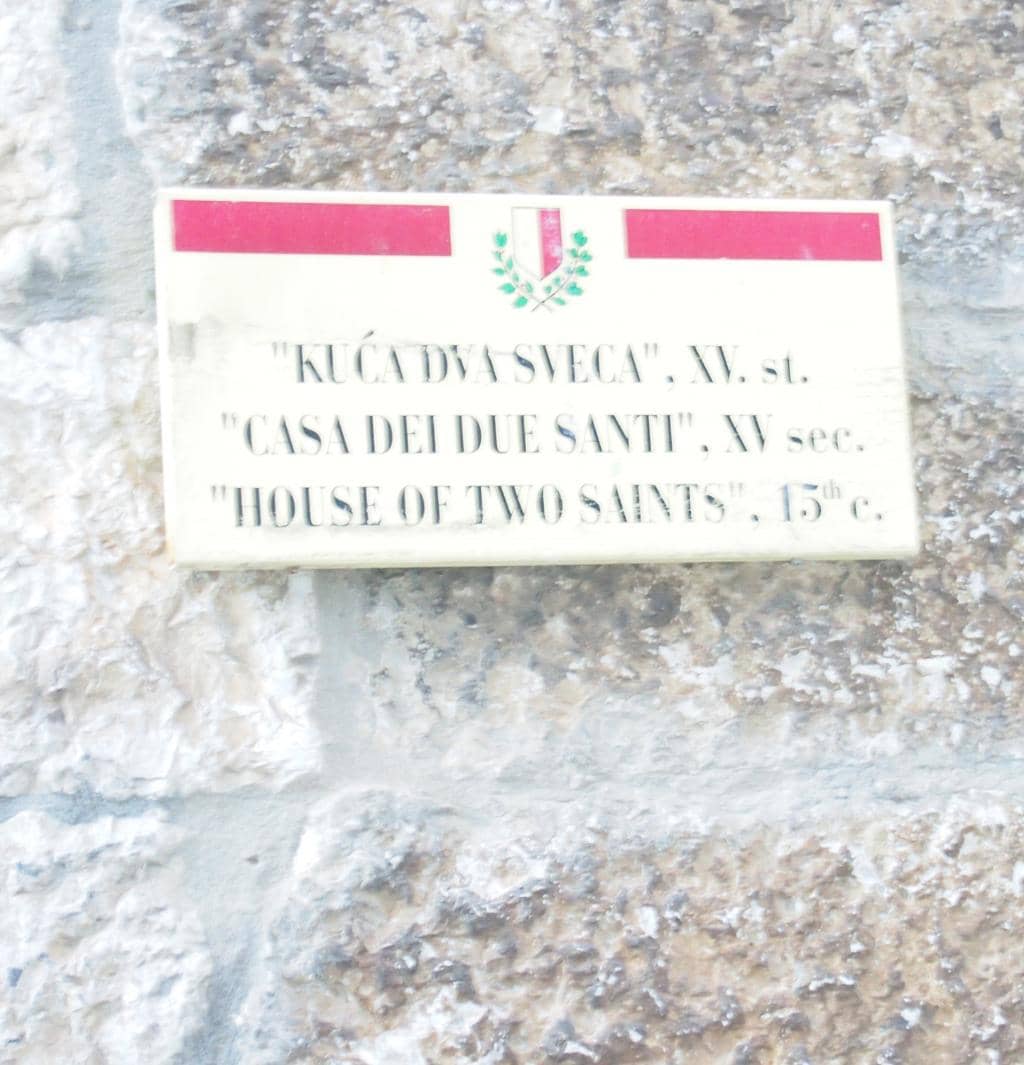 "KUĆA DVA SVECA", XV. st.
"CASA DEI DUE SANTI", XV sec.
"HOUSE OF TWO SAINTS", 15th c.